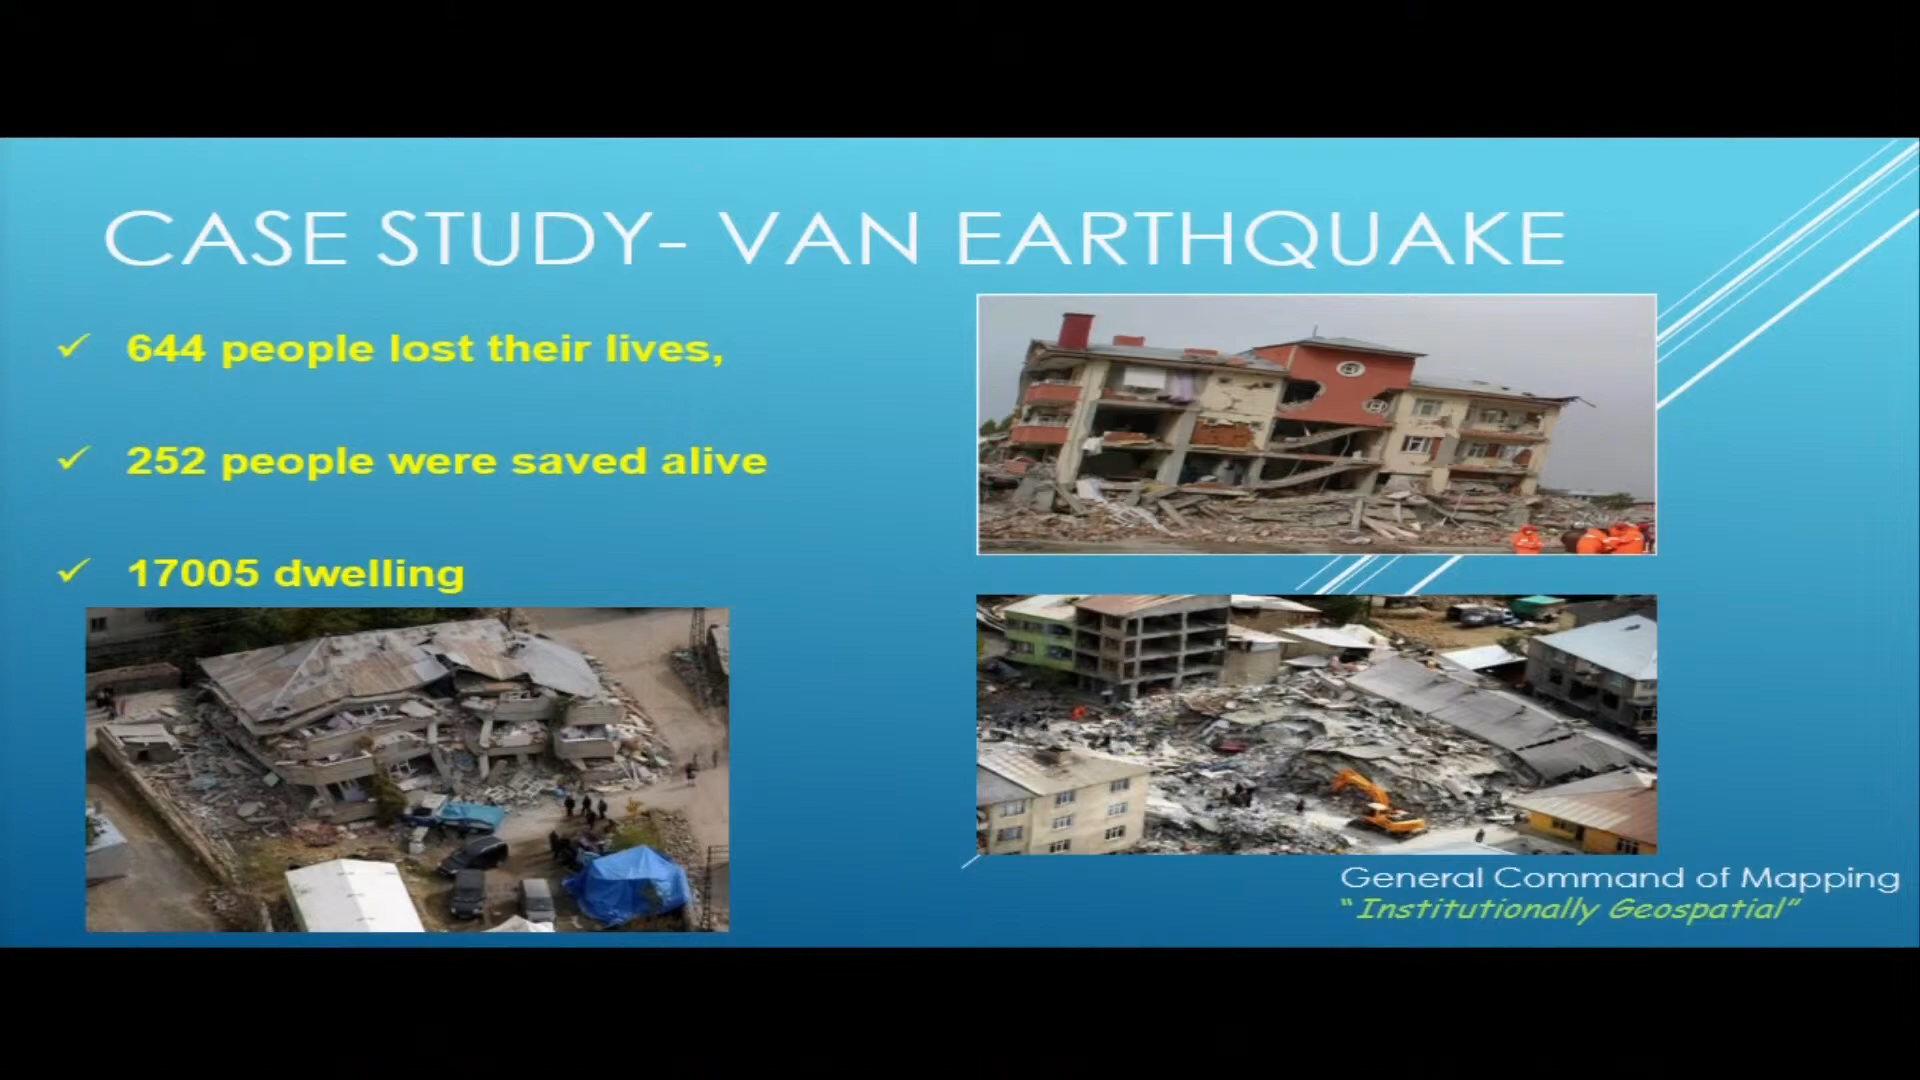 CASE STUDY- VAN EARTHQUAKE
644 people lost their lives,
252 people were saved alive
17005 dwelling
General Command of Mapping
"Institutionally Geospatial"